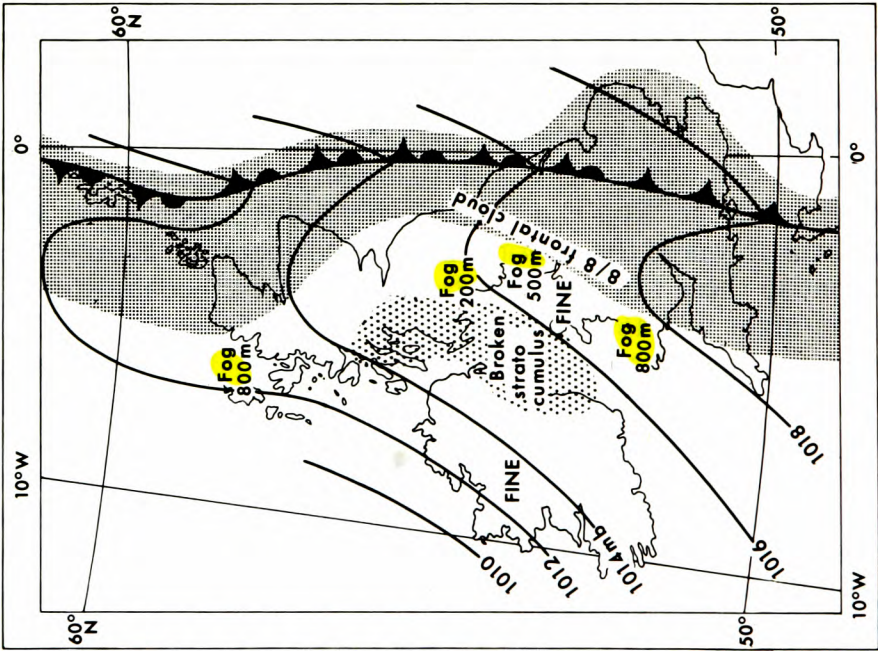 10°W
0°
60°
N
60°
N
Fog
800m
Fog
200m
Fog
500m
8/8 frontal cloud
FINE
Broken
strato
cumulus
FINE
Fog
800m
1010
1012
1014mb
1016
1018
50°
50°
10°W
0°